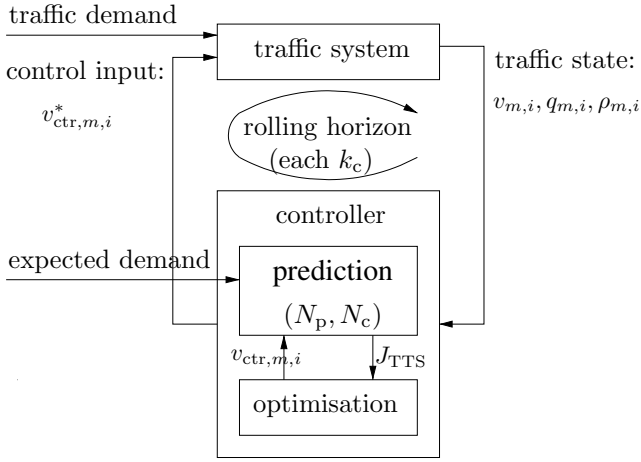 traffic demand
traffic system
control input:
v*ctr,m,i
traffic state:
vm,i, qm,i, ρm,i
rolling horizon
(each kc)
controller
expected demand
prediction
(Np, Nc)
vctr,m,i
JTTS
optimisation